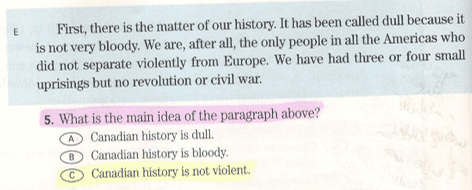 E First, there is the matter of our history. It has been called dull because it
is not very bloody. We are, after all, the only people in all the Americas who
did not separate violently from Europe. We have had three or four small
uprisings but no revolution or civil war.
5. What is the main idea of the paragraph above?
A Canadian history is dull.
B Canadian history is bloody.
C Canadian history is not violent.